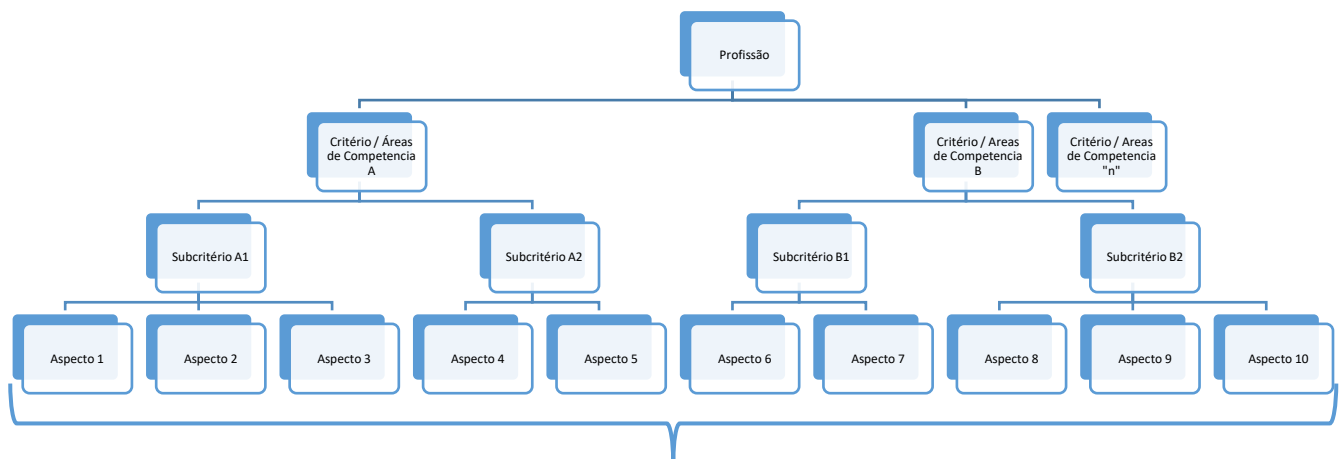 Profissão
Critério / Áreas
de Competencia
A
Critério / Areas
de Competencia
B
Critério / Areas
de Competencia
"n"
Subcritério A1
Subcritério A2
Subcritério B1
Subcritério B2
Aspecto 1
Aspecto 2
Aspecto 3
Aspecto 4
Aspecto 5
Aspecto 6
Aspecto 7
Aspecto 8
Aspecto 9
Aspecto 10